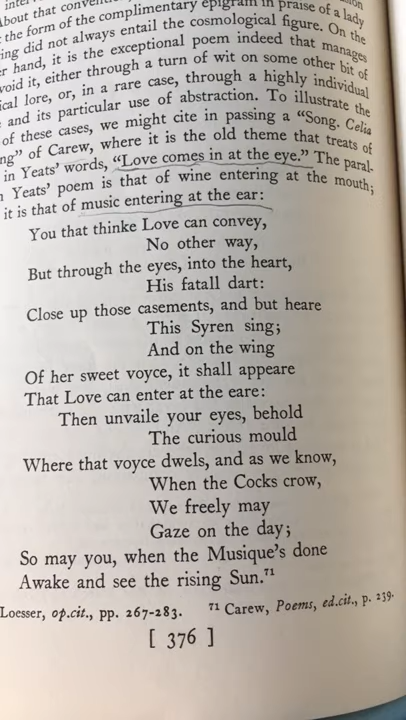 About that conven
the form of the complimentary epigram in praise of a lady
ing did not always entail the cosmological figure. On the
r hand, it is the exceptional poem indeed that manages
void it, either through a turn of wit on some other bit of
ical lore, or, in a rare case, through a highly individual
and its particular use of abstraction. To illustrate the
of these cases, we might cite in passing a “Song. Celia
ng” of Carew, where it is the old theme that treats of
in Yeats’ words, “Love comes in at the eye.” The paral-
n Yeats’ poem is that of wine entering at the mouth;
it is that of music entering at the ear:
You that thinke Love can convey,
No other way,
But through the eyes, into the heart,
His fatall dart:
Close up those casements, and but heare
This Syren sing;
And on the wing
Of her sweet voyce, it shall appeare
That Love can enter at the eare:
Then unvaile your eyes, behold
The curious mould
Where that voyce dwels, and as we know,
When the Cocks crow,
We freely may
Gaze on the day;
So may you, when the Musique’s done
Awake and see the rising Sun.⁷¹
Loesser, op.cit., pp. 267-283. ⁷¹ Carew, Poems, ed.cit., p. 239.
[ 376 ]